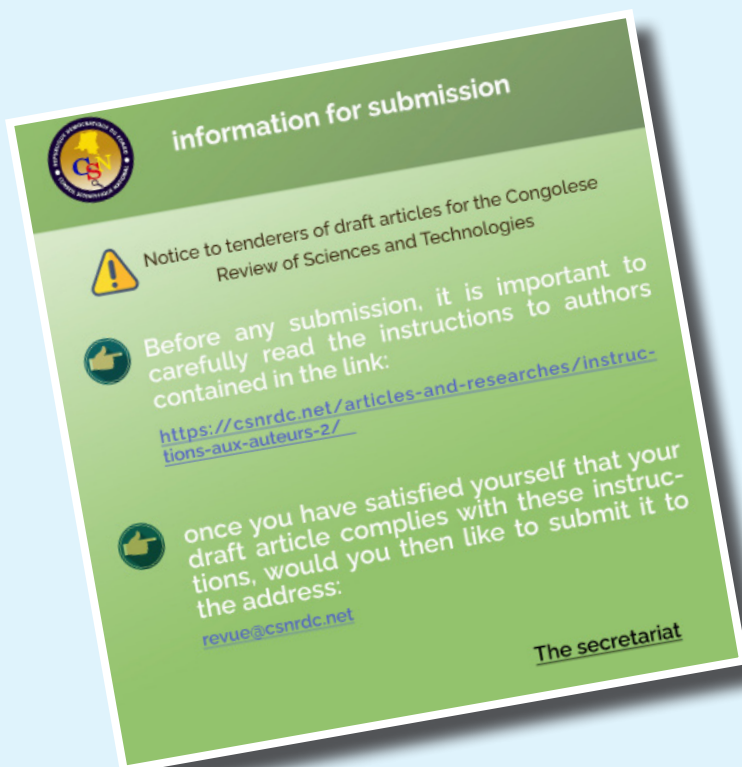 information for submission
CSN
Notice to tenderers of draft articles for the Congolese
Review of Sciences and Technologies
Before any submission, it is important to
carefully read the instructions to authors
contained in the link:
https://csnrdc.net/articles-and-researches/instruc-
tions-aux-auteurs-2/
once you have satisfied yourself that your
draft article complies with these instruc-
tions, would you then like to submit it to
the address:
revue@csnrdc.net
The secretariat